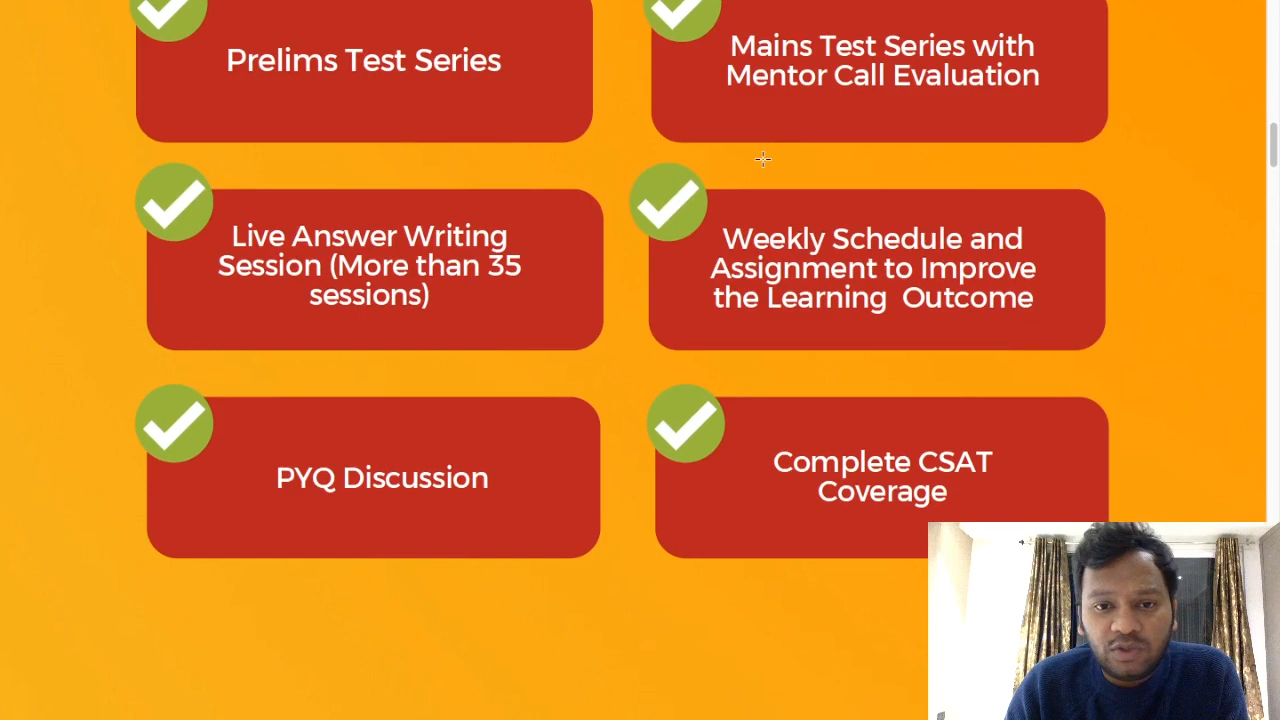 Prelims Test Series
Mains Test Series with
Mentor Call Evaluation
Live Answer Writing
Session (More than 35
sessions)
Weekly Schedule and
Assignment to Improve
the Learning Outcome
PYQ Discussion
Complete CSAT
Coverage